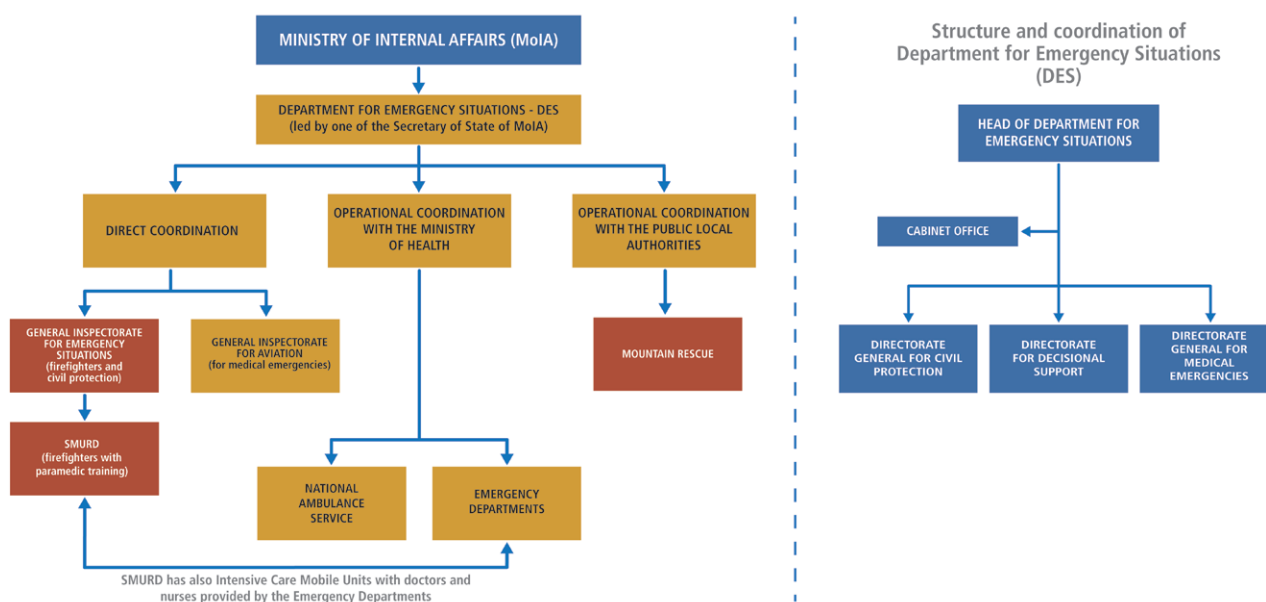 MINISTRY OF INTERNAL AFFAIRS (MoIA)
DEPARTMENT FOR EMERGENCY SITUATIONS - DES
(led by one of the Secretary of State of MoIA)
DIRECT COORDINATION
OPERATIONAL COORDINATION
WITH THE MINISTRY
OF HEALTH
OPERATIONAL COORDINATION
WITH THE PUBLIC LOCAL
AUTHORITIES
GENERAL INSPECTORATE
FOR EMERGENCY
SITUATIONS
(firefighters and
civil protection)
GENERAL INSPECTORATE
FOR AVIATION
(for medical emergencies)
MOUNTAIN RESCUE
SMURD
(firefighters with
paramedic training)
NATIONAL
AMBULANCE
SERVICE
EMERGENCY
DEPARTMENTS
SMURD has also Intensive Care Mobile Units with doctors and
nurses provided by the Emergency Departments
Structure and coordination of
Department for Emergency Situations
(DES)
HEAD OF DEPARTMENT FOR
EMERGENCY SITUATIONS
CABINET OFFICE
DIRECTORATE
GENERAL FOR CIVIL
PROTECTION
DIRECTORATE
FOR DECISIONAL
SUPPORT
DIRECTORATE
GENERAL FOR
MEDICAL
EMERGENCIES